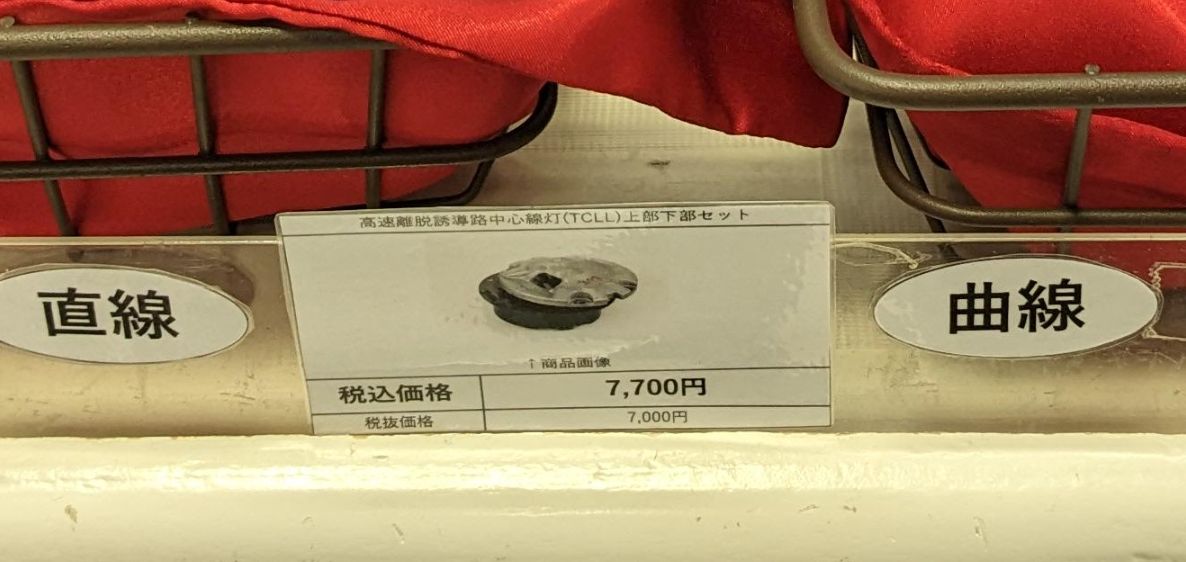 高速離脱誘導路中心線灯(TCLL)上部下部セット
直線
曲線
↑商品画像
税込価格 7,700円
税抜価格 7,000円